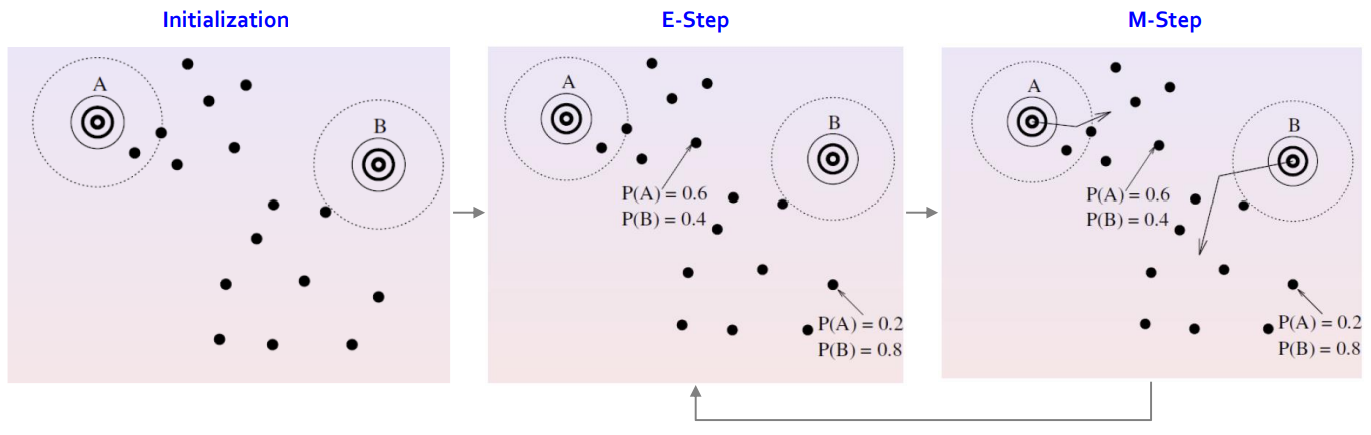 Initialization
E-Step
M-Step
A
B
A
B
P(A) = 0.6
P(B) = 0.4
P(A) = 0.2
P(B) = 0.8
A
B
P(A) = 0.6
P(B) = 0.4
P(A) = 0.2
P(B) = 0.8